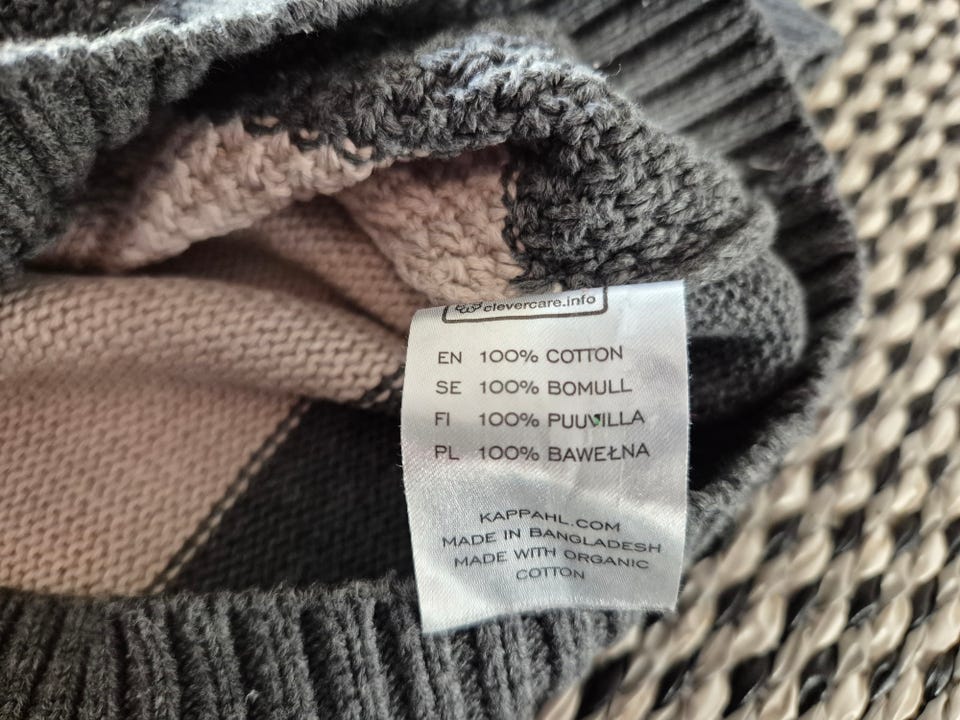 clevercare.info
EN 100% COTTON
SE 100% BOMULL
FI 100% PUUVILLA
PL 100% BAWEŁNA
KAPPAHL.COM
MADE IN BANGLADESH
MADE WITH ORGANIC
COTTON